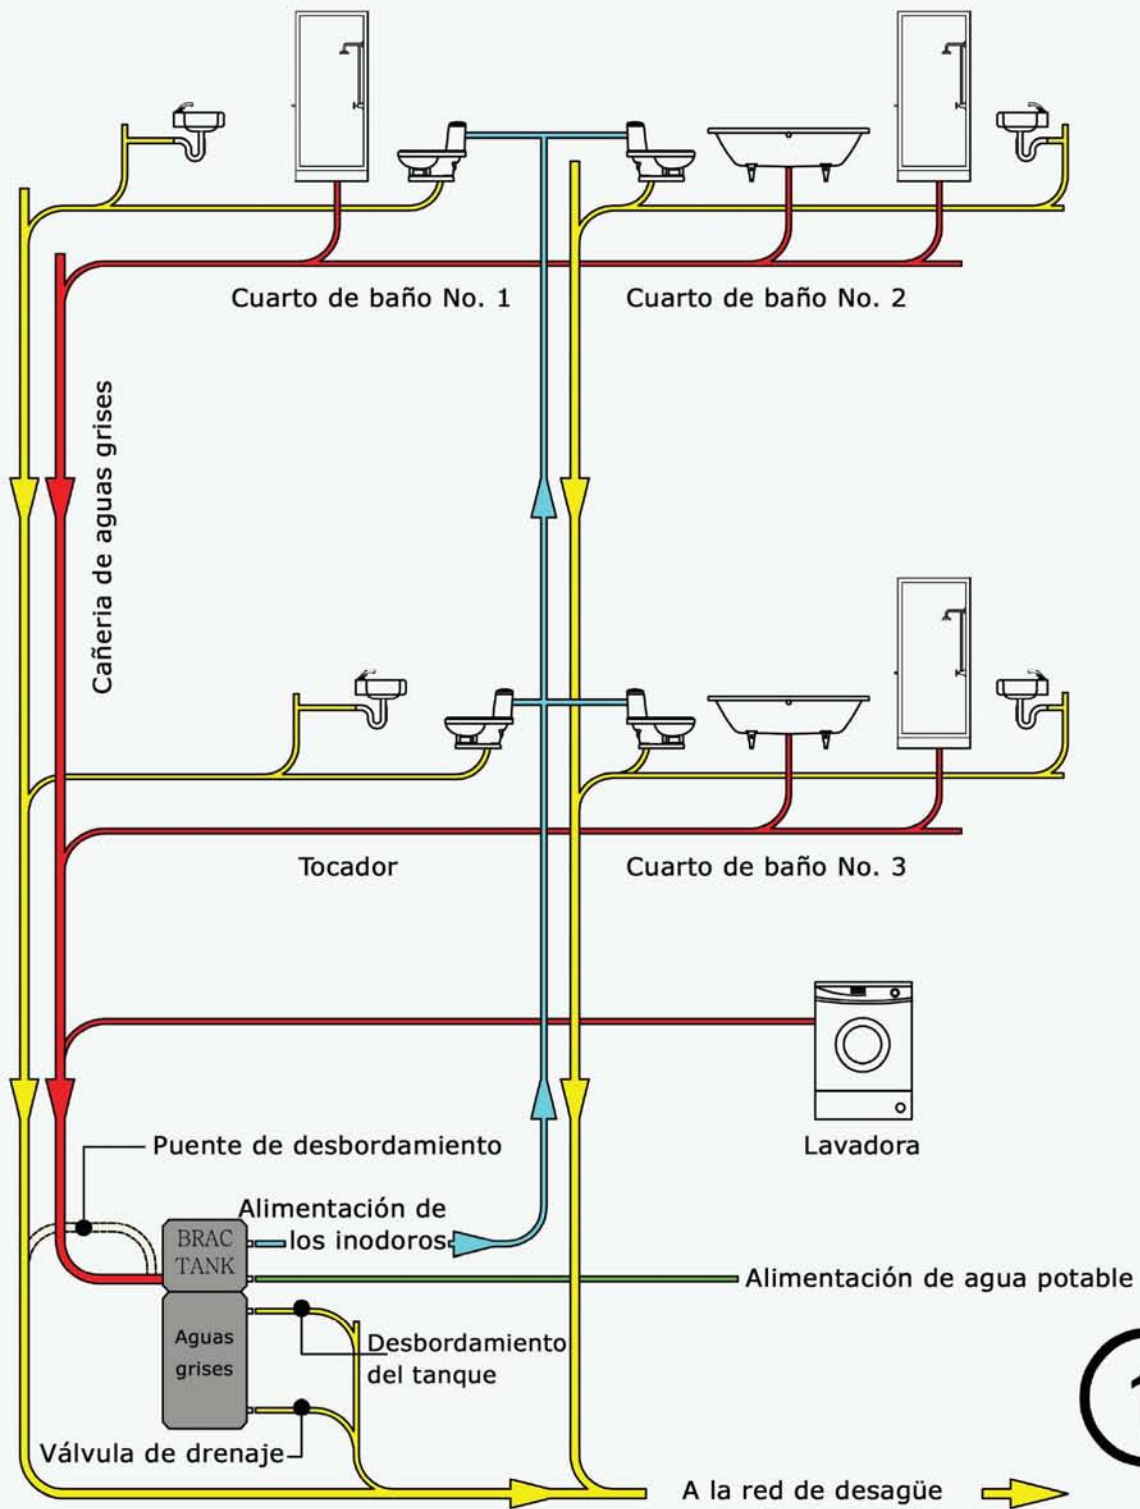 Cuarto de baño No. 1
Cuarto de baño No. 2
Cañeria de aguas grises
Tocador
Cuarto de baño No. 3
Lavadora
Puente de desbordamiento
Alimentación de
los inodoros
BRAC
TANK
Alimentación de agua potable
Aguas
grises
Desbordamiento
del tanque
Válvula de drenaje
A la red de desagüe